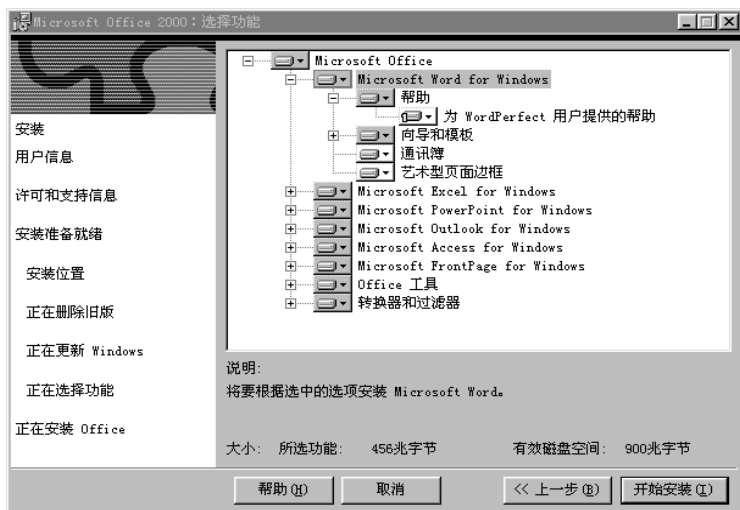 Microsoft Office 2000：选择功能
安装
用户信息
许可和支持信息
安装准备就绪
安装位置
正在删除旧版
正在更新 Windows
正在选择功能
正在安装 Office
Microsoft Office
Microsoft Word for Windows
帮助
为 WordPerfect 用户提供的帮助
向导和模板
通讯簿
艺术型页面边框
Microsoft Excel for Windows
Microsoft PowerPoint for Windows
Microsoft Outlook for Windows
Microsoft Access for Windows
Microsoft FrontPage for Windows
Office 工具
转换器和过滤器
说明:
将要根据选中的选项安装 Microsoft Word。
大小: 所选功能: 456兆字节 有效磁盘空间: 900兆字节
帮助(H) 取消 << 上一步(B) 开始安装(I)